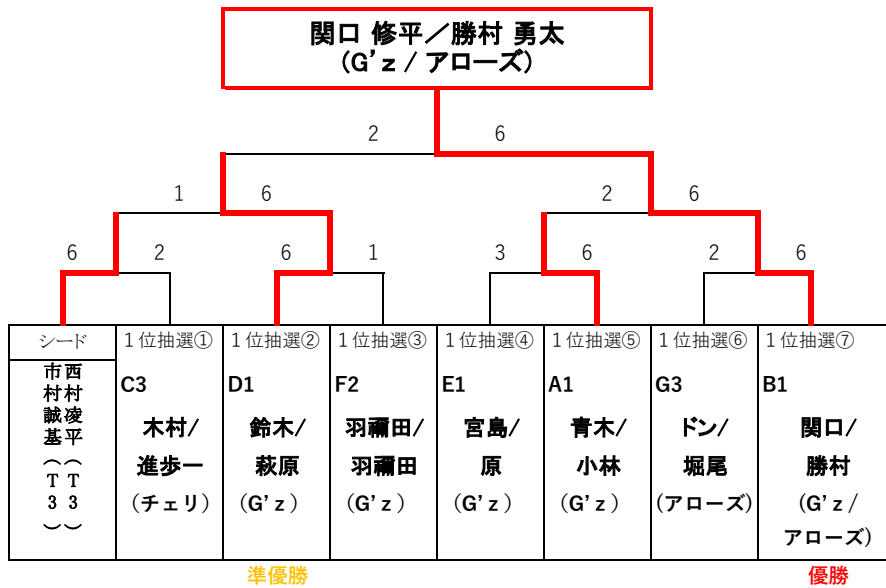 関口 修平／勝村 勇太
(G'ｚ / アローズ)
2 6
1 6 2 6
6 2 6 1 3 6 2 6
シード
西村凌平（T3）
市村誠基（T3）
１位抽選①
C3
木村/
進歩一
(チェリ)
１位抽選②
D1
鈴木/
萩原
(G'ｚ)
１位抽選③
F2
羽禰田/
羽禰田
１位抽選④
E1
宮島/
原
(G'ｚ)
１位抽選⑤
A1
青木/
小林
(G'ｚ)
１位抽選⑥
G3
ドン/
堀尾
(アローズ)
１位抽選⑦
B1
関口/
勝村
(G'ｚ/
アローズ)
準優勝
優勝